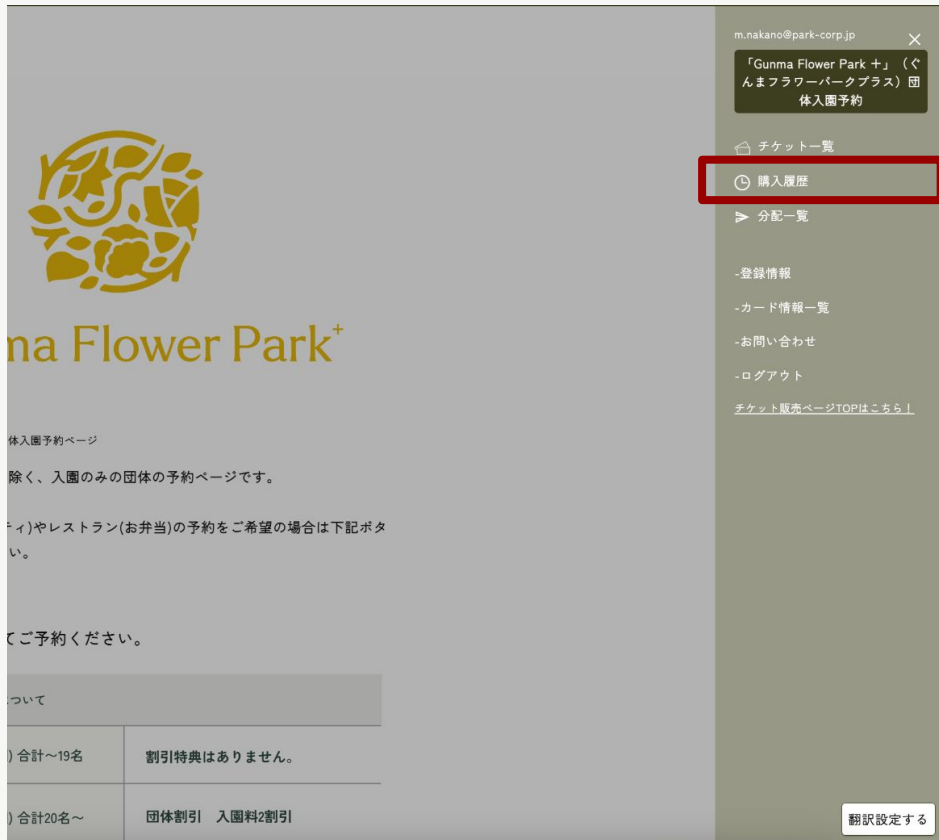 m.nakano@park-corp.jp
「Gunma Flower Park ＋」（ぐ
んまフラワーパークプラス）団
体入園予約
チケット一覧
購入履歴
分配一覧
-登録情報
-カード情報一覧
-お問い合わせ
-ログアウト
チケット販売ページTOPはこちら！
na Flower Park+
体入園予約ページ
除く、入園のみの団体の予約ページです。
ティ)やレストラン(お弁当)の予約をご希望の場合は下記ボタ
い。
てご予約ください。
について
) 合計～19名
割引特典はありません。
) 合計20名～
団体割引　入園料2割引
翻訳設定する